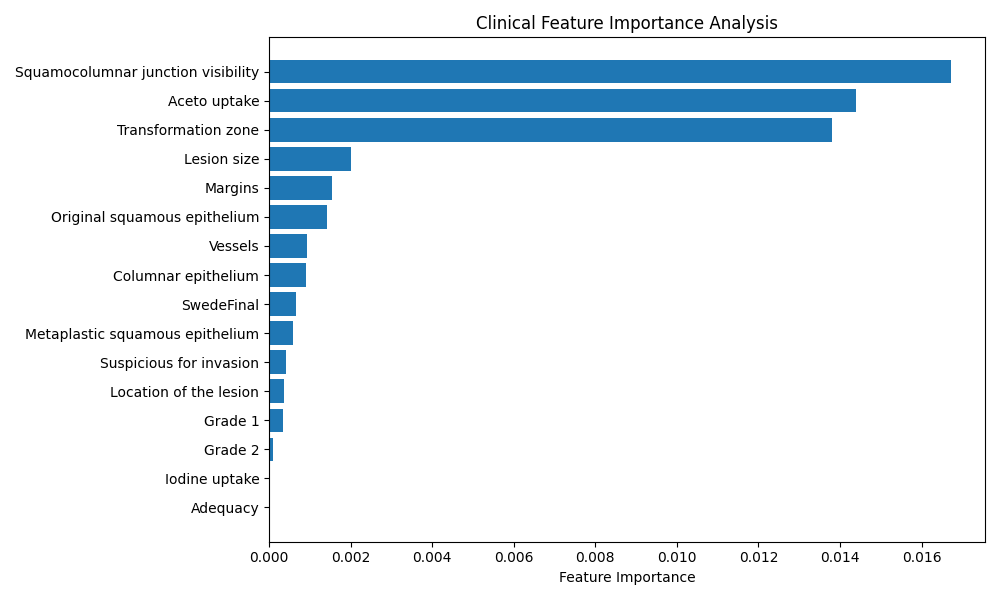 Clinical Feature Importance Analysis
Squamocolumnar junction visibility
Aceto uptake
Transformation zone
Lesion size
Margins
Original squamous epithelium
Vessels
Columnar epithelium
SwedeFinal
Metaplastic squamous epithelium
Suspicious for invasion
Location of the lesion
Grade 1
Grade 2
Iodine uptake
Adequacy
0.000 0.002 0.004 0.006 0.008 0.010 0.012 0.014 0.016
Feature Importance